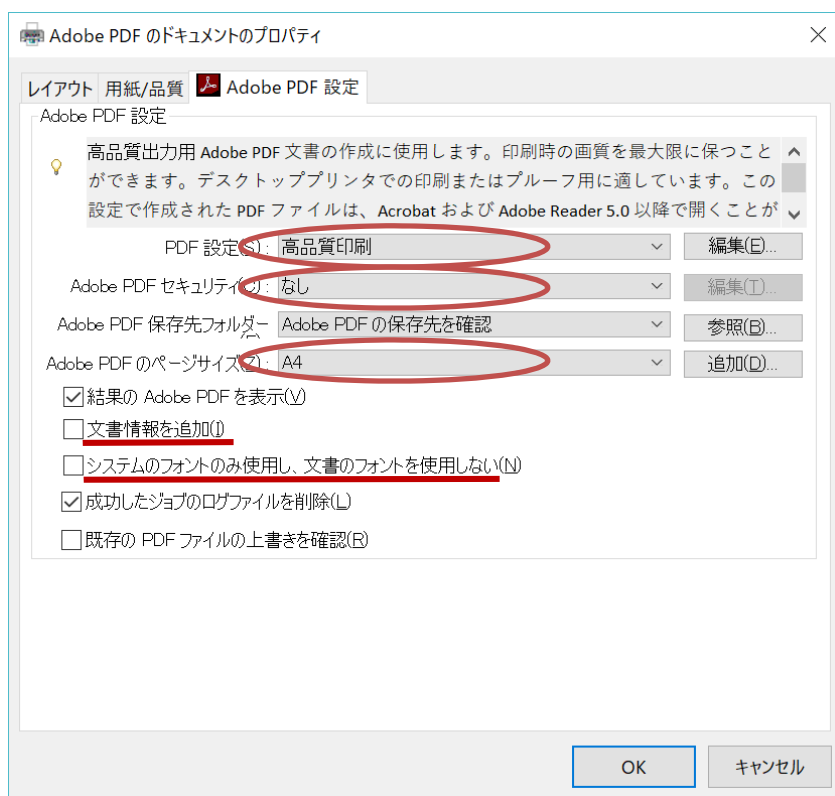 Adobe PDF のドキュメントのプロパティ
レイアウト 用紙/品質 Adobe PDF 設定
Adobe PDF 設定
高品質出力用 Adobe PDF 文書の作成に使用します。印刷時の画質を最大限に保つこと
ができます。デスクトッププリンタでの印刷またはプルーフ用に適しています。この
設定で作成された PDF ファイルは、Acrobat および Adobe Reader 5.0 以降で開くことが
PDF 設定(S): 高品質印刷 編集(E)...
Adobe PDF セキュリティ(C): なし 編集(T)...
Adobe PDF 保存先フォルダー Adobe PDF の保存先を確認 参照(B)...
Adobe PDF のページサイズ(Z): A4 追加(D)...
結果の Adobe PDF を表示(V)
文書情報を追加(I)
システムのフォントのみ使用し、文書のフォントを使用しない(N)
成功したジョブのログファイルを削除(L)
既存の PDF ファイルの上書きを確認(R)
OK キャンセル